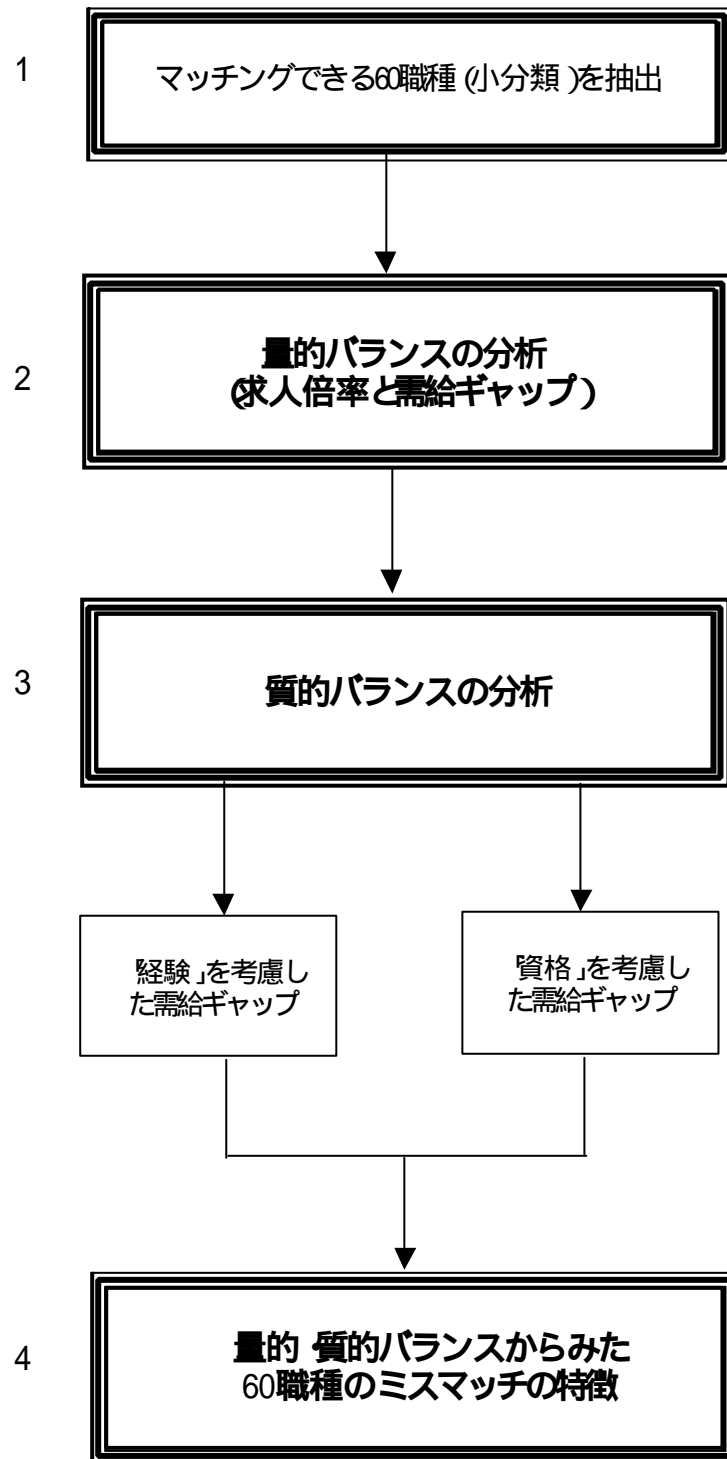 1
マッチングできる60職種(小分類)を抽出
2
量的バランスの分析
(求人倍率と需給ギャップ)
3
質的バランスの分析
「経験」を考慮し
た需給ギャップ
「資格」を考慮し
た需給ギャップ
4
量的・質的バランスからみた
60職種のミスマッチの特徴